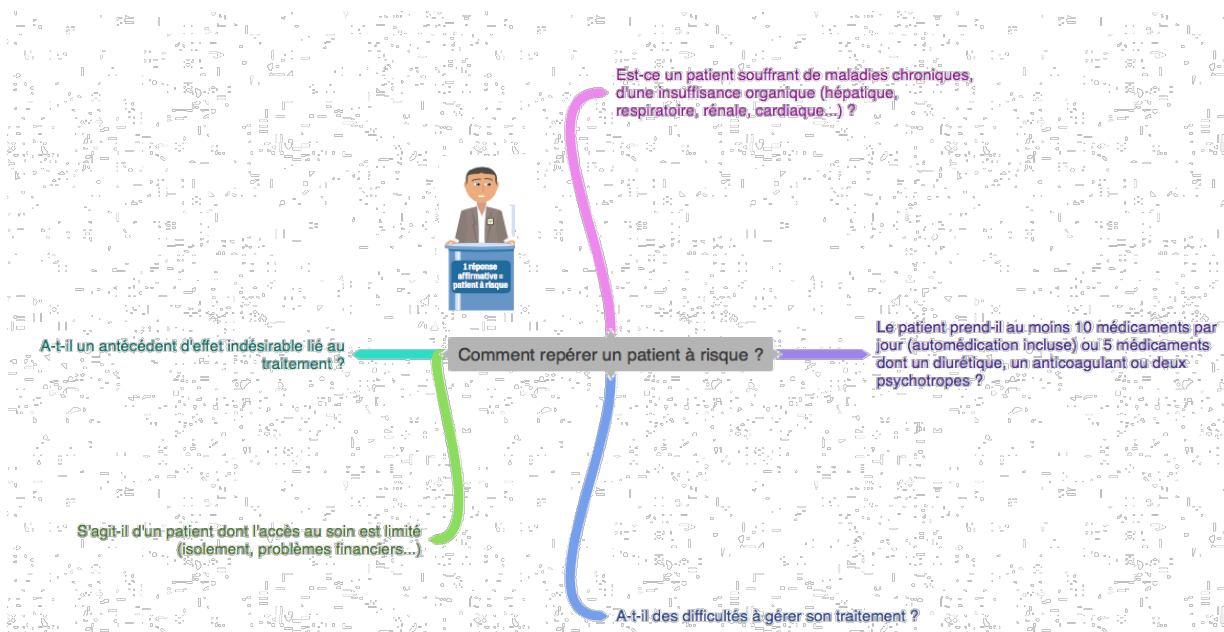 Est-ce un patient souffrant de maladies chroniques,
d'une insuffisance organique (hépatique,
respiratoire, rénale, cardiaque...) ?
1 réponse
affirmative =
patient à risque
Le patient prend-il au moins 10 médicaments par
jour (automédication incluse) ou 5 médicaments
dont un diurétique, un anticoagulant ou deux
psychotropes ?
Comment repérer un patient à risque ?
A-t-il un antécédent d'effet indésirable lié au
traitement ?
S'agit-il d'un patient dont l'accès au soin est limité
(isolement, problèmes financiers...)
A-t-il des difficultés à gérer son traitement ?